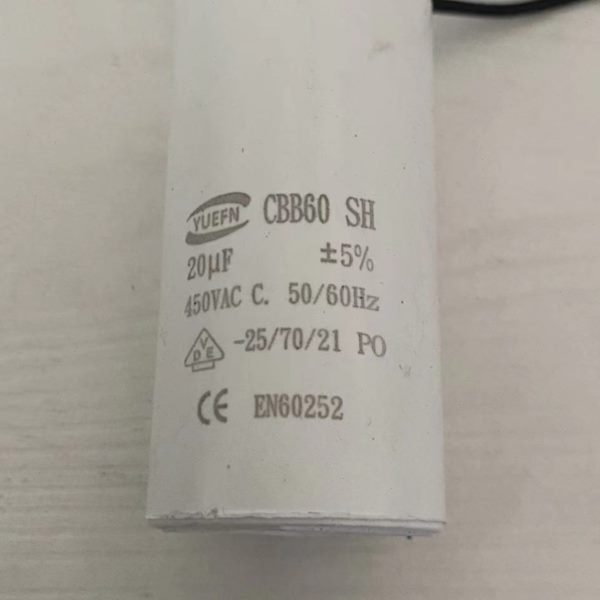 YUEFN CBB60 SH
20μF ±5%
450VAC C. 50/60Hz
VDE -25/70/21 PO
CE EN60252